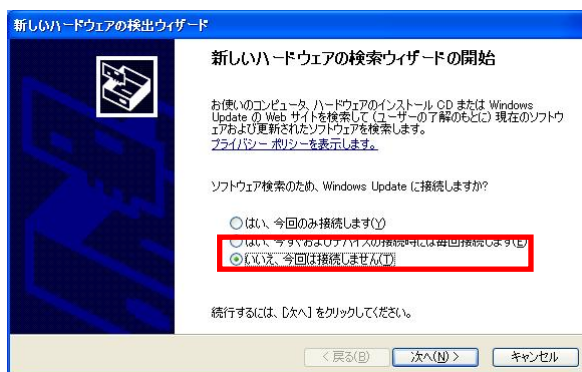 新しいハードウェアの検出ウィザード
新しいハードウェアの検索ウィザードの開始
お使いのコンピュータ、ハードウェアのインストール CD または Windows
Update の Web サイトを検索して (ユーザーの了解のもとに) 現在のソフトウ
ェアおよび更新されたソフトウェアを検索します。
プライバシー ポリシーを表示します。
ソフトウェア検索のため、Windows Update に接続しますか?
はい、今回のみ接続します(Y)
はい、今すぐおよびデバイスの接続時には毎回接続します(E)
いいえ、今回は接続しません(T)
続行するには、[次へ] をクリックしてください。
< 戻る(B)
次へ(N) >
キャンセル